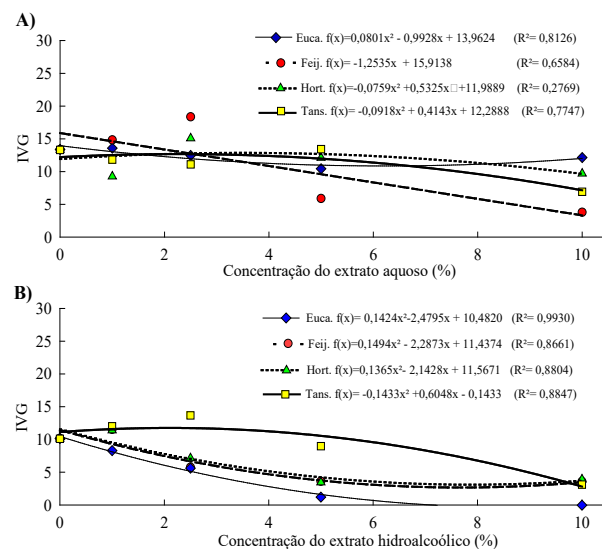 A)
Euca. f(x)=0,0801x² - 0,9928x + 13,9624 (R²= 0,8126)
Feij. f(x)= -1,2535x + 15,9138 (R²= 0,6584)
Hort. f(x)=-0,0759x² +0,5325x□+11,9889 (R²= 0,2769)
Tans. f(x)= -0,0918x² + 0,4143x + 12,2888 (R²= 0,7747)
30
25
20
15
10
5
0
IVG
0 2 4 6 8 10
Concentração do extrato aquoso (%)
B)
Euca. f(x)= 0,1424x²-2,4795x + 10,4820 (R²= 0,9930)
Feij. f(x)= 0,1494x² - 2,2873x + 11,4374 (R²= 0,8661)
Hort. f(x)= 0,1365x²- 2,1428x + 11,5671 (R²= 0,8804)
Tans. f(x)= -0,1433x² +0,6048x - 0,1433 (R²= 0,8847)
30
25
20
15
10
5
0
IVG
0 2 4 6 8 10
Concentração do extrato hidroalcoólico (%)